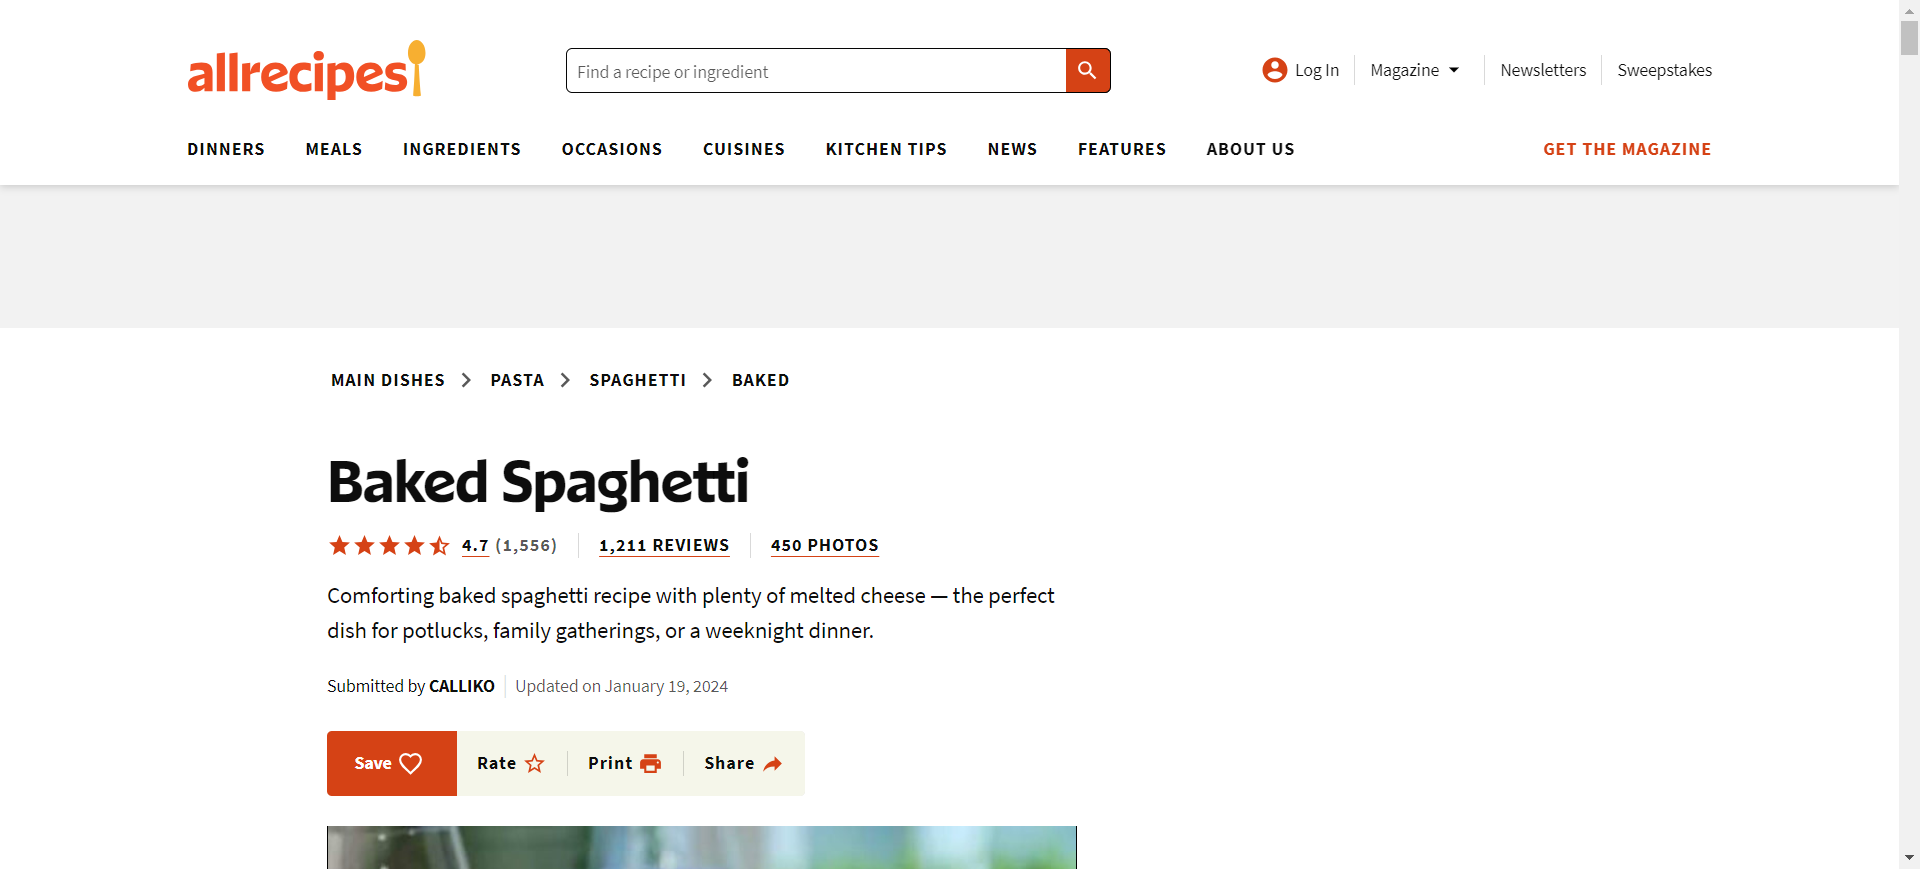 allrecipes
Find a recipe or ingredient
Log In
Magazine
Newsletters
Sweepstakes
DINNERS
MEALS
INGREDIENTS
OCCASIONS
CUISINES
KITCHEN TIPS
NEWS
FEATURES
ABOUT US
GET THE MAGAZINE
MAIN DISHES
PASTA
SPAGHETTI
BAKED
Baked Spaghetti
4.7 (1,556)
1,211 REVIEWS
450 PHOTOS
Comforting baked spaghetti recipe with plenty of melted cheese — the perfect
dish for potlucks, family gatherings, or a weeknight dinner.
Submitted by CALLIKO
Updated on January 19, 2024
Save
Rate
Print
Share